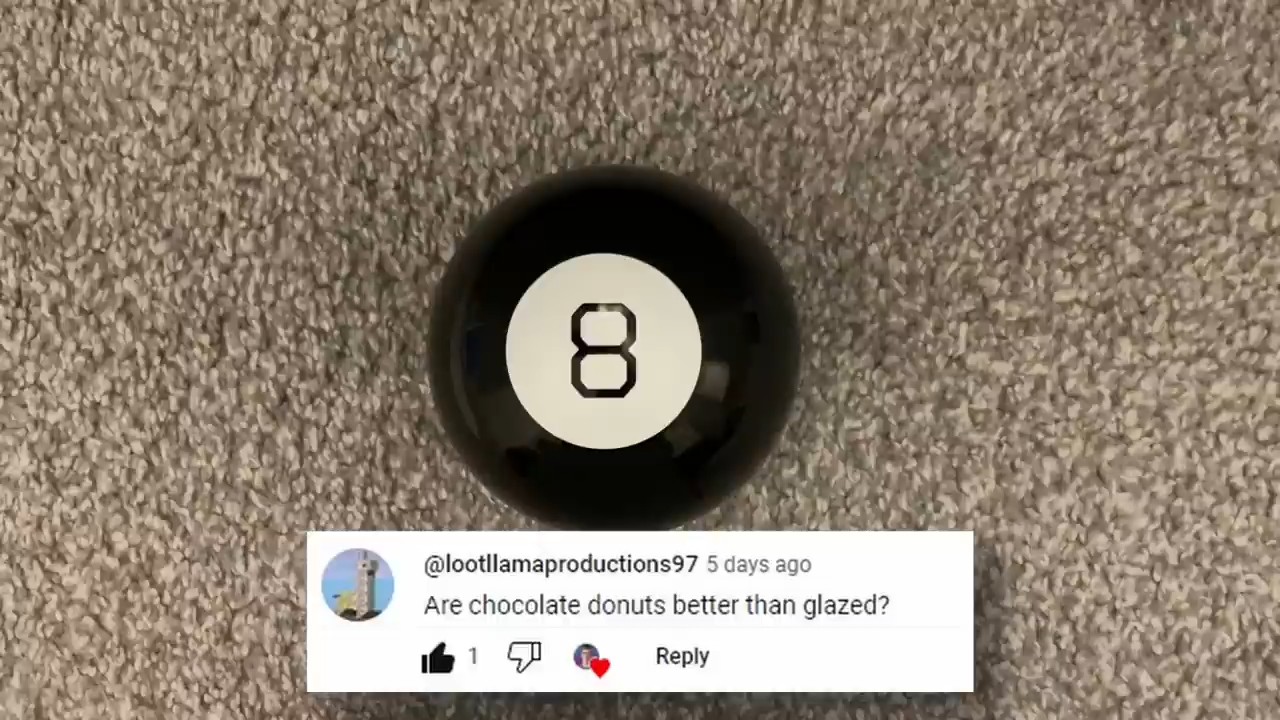 8
@lootllamaproductions97 5 days ago
Are chocolate donuts better than glazed?
1 Reply